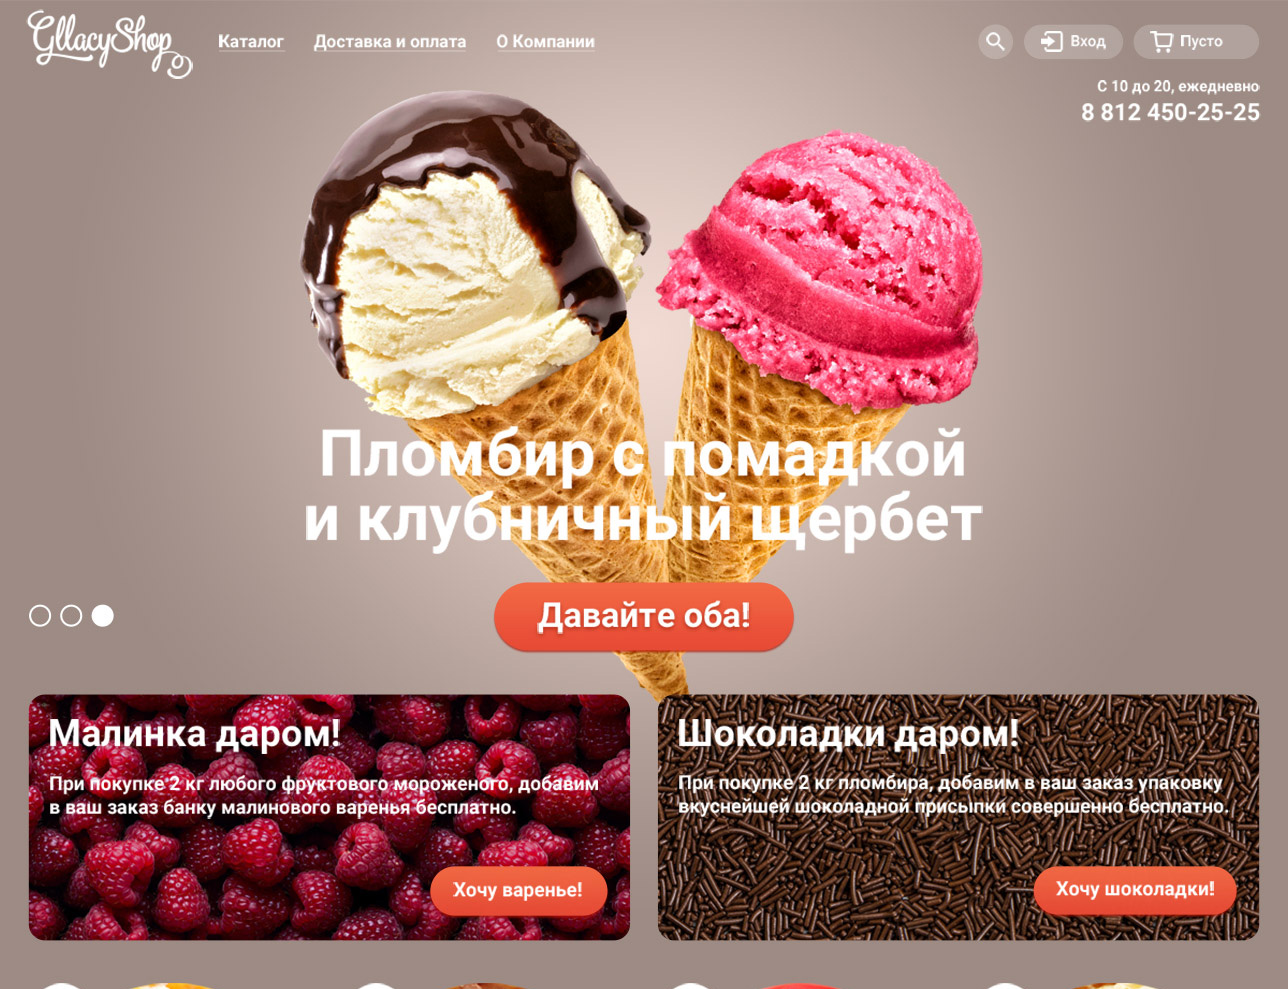 GllacyShop
Каталог
Доставка и оплата
О Компании
Вход
Пусто
С 10 до 20, ежедневно
8 812 450-25-25
Пломбир с помадкой
и клубничный щербет
Давайте оба!
Малинка даром!
При покупке 2 кг любого фруктового мороженого, добавим
в ваш заказ банку малинового варенья бесплатно.
Хочу варенье!
Шоколадки даром!
При покупке 2 кг пломбира, добавим в ваш заказ упаковку
вкуснейшей шоколадной присыпки совершенно бесплатно.
Хочу шоколадки!